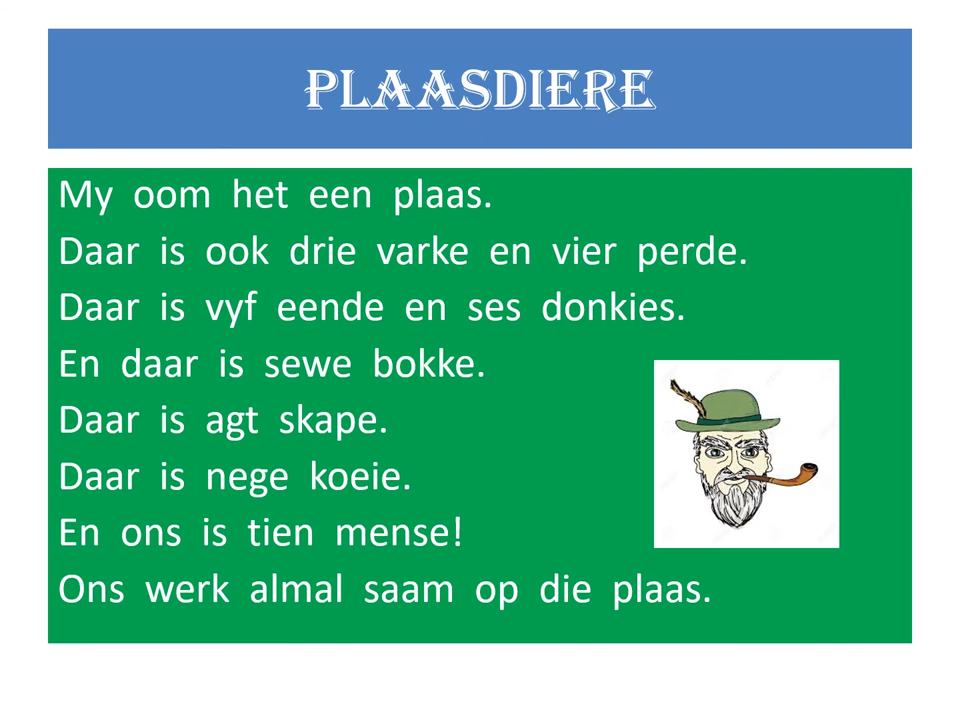 PLAASDIERE
My oom het een plaas.
Daar is ook drie varke en vier perde.
Daar is vyf eende en ses donkies.
En daar is sewe bokke.
Daar is agt skape.
Daar is nege koeie.
En ons is tien mense!
Ons werk almal saam op die plaas.